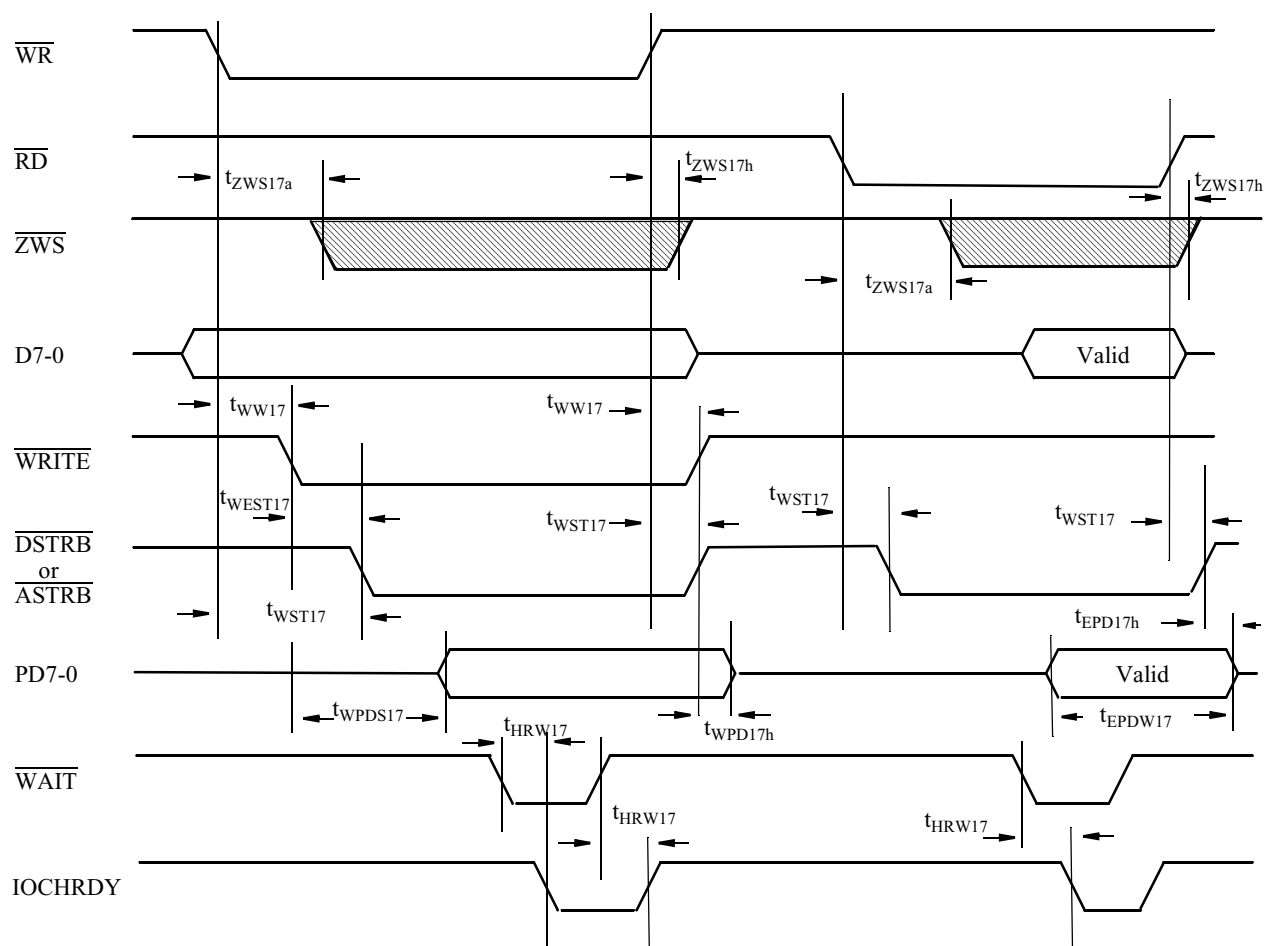 WR
RD
tZWS17a
tZWS17h
tZWS17h
ZWS
tZWS17a
D7-0
Valid
tWW17
tWW17
WRITE
tWEST17
tWST17
tWST17
tWST17
DSTRB
or
ASTRB
tWST17
tEPD17h
PD7-0
Valid
tWPDS17
tHRW17
tWPD17h
tEPDW17
WAIT
tHRW17
tHRW17
IOCHRDY